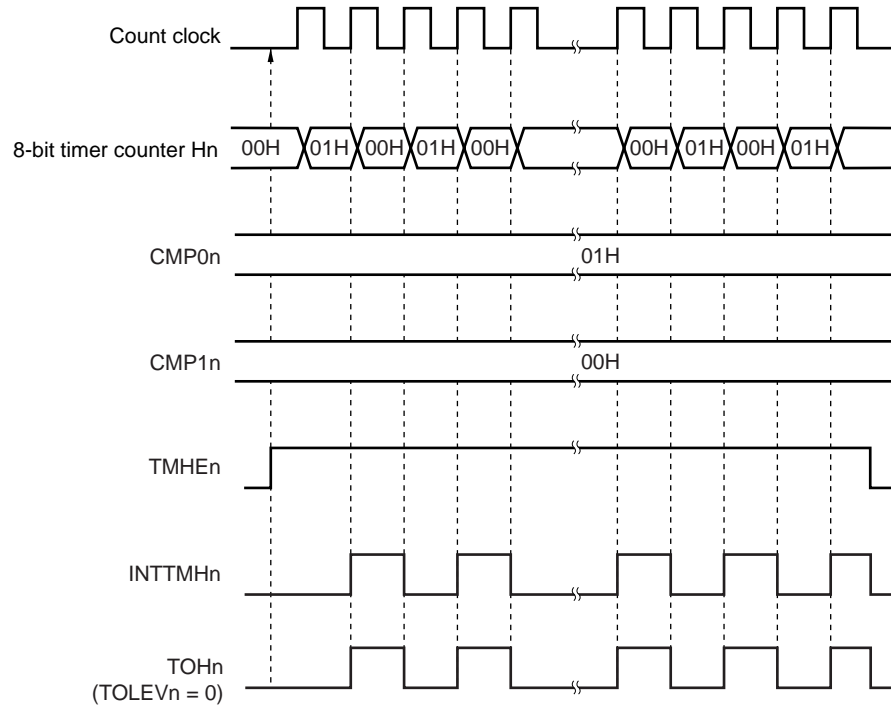 Count clock
8-bit timer counter Hn 00H 01H 00H 01H 00H 00H 01H 00H 01H
CMP0n 01H
CMP1n 00H
TMHEn
INTTMHn
TOHn
(TOLEVn = 0)